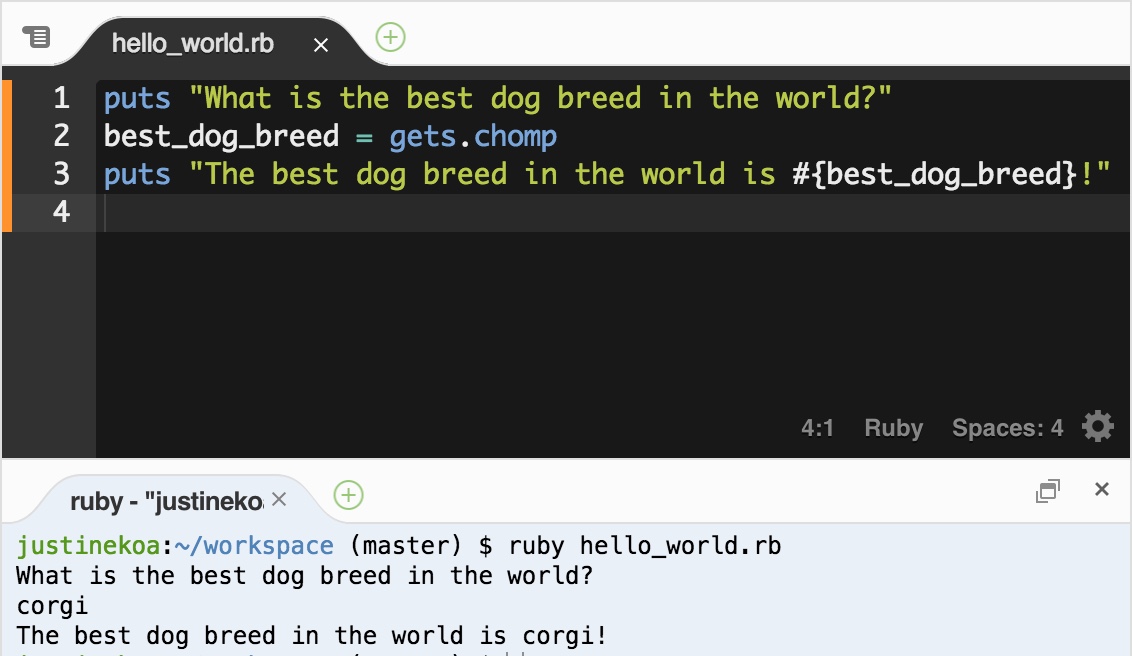 hello_world.rb
1 puts "What is the best dog breed in the world?"
2 best_dog_breed = gets.chomp
3 puts "The best dog breed in the world is #{best_dog_breed}!"
4
4:1 Ruby Spaces: 4
ruby - "justineko
justinekoa:~/workspace (master) $ ruby hello_world.rb
What is the best dog breed in the world?
corgi
The best dog breed in the world is corgi!